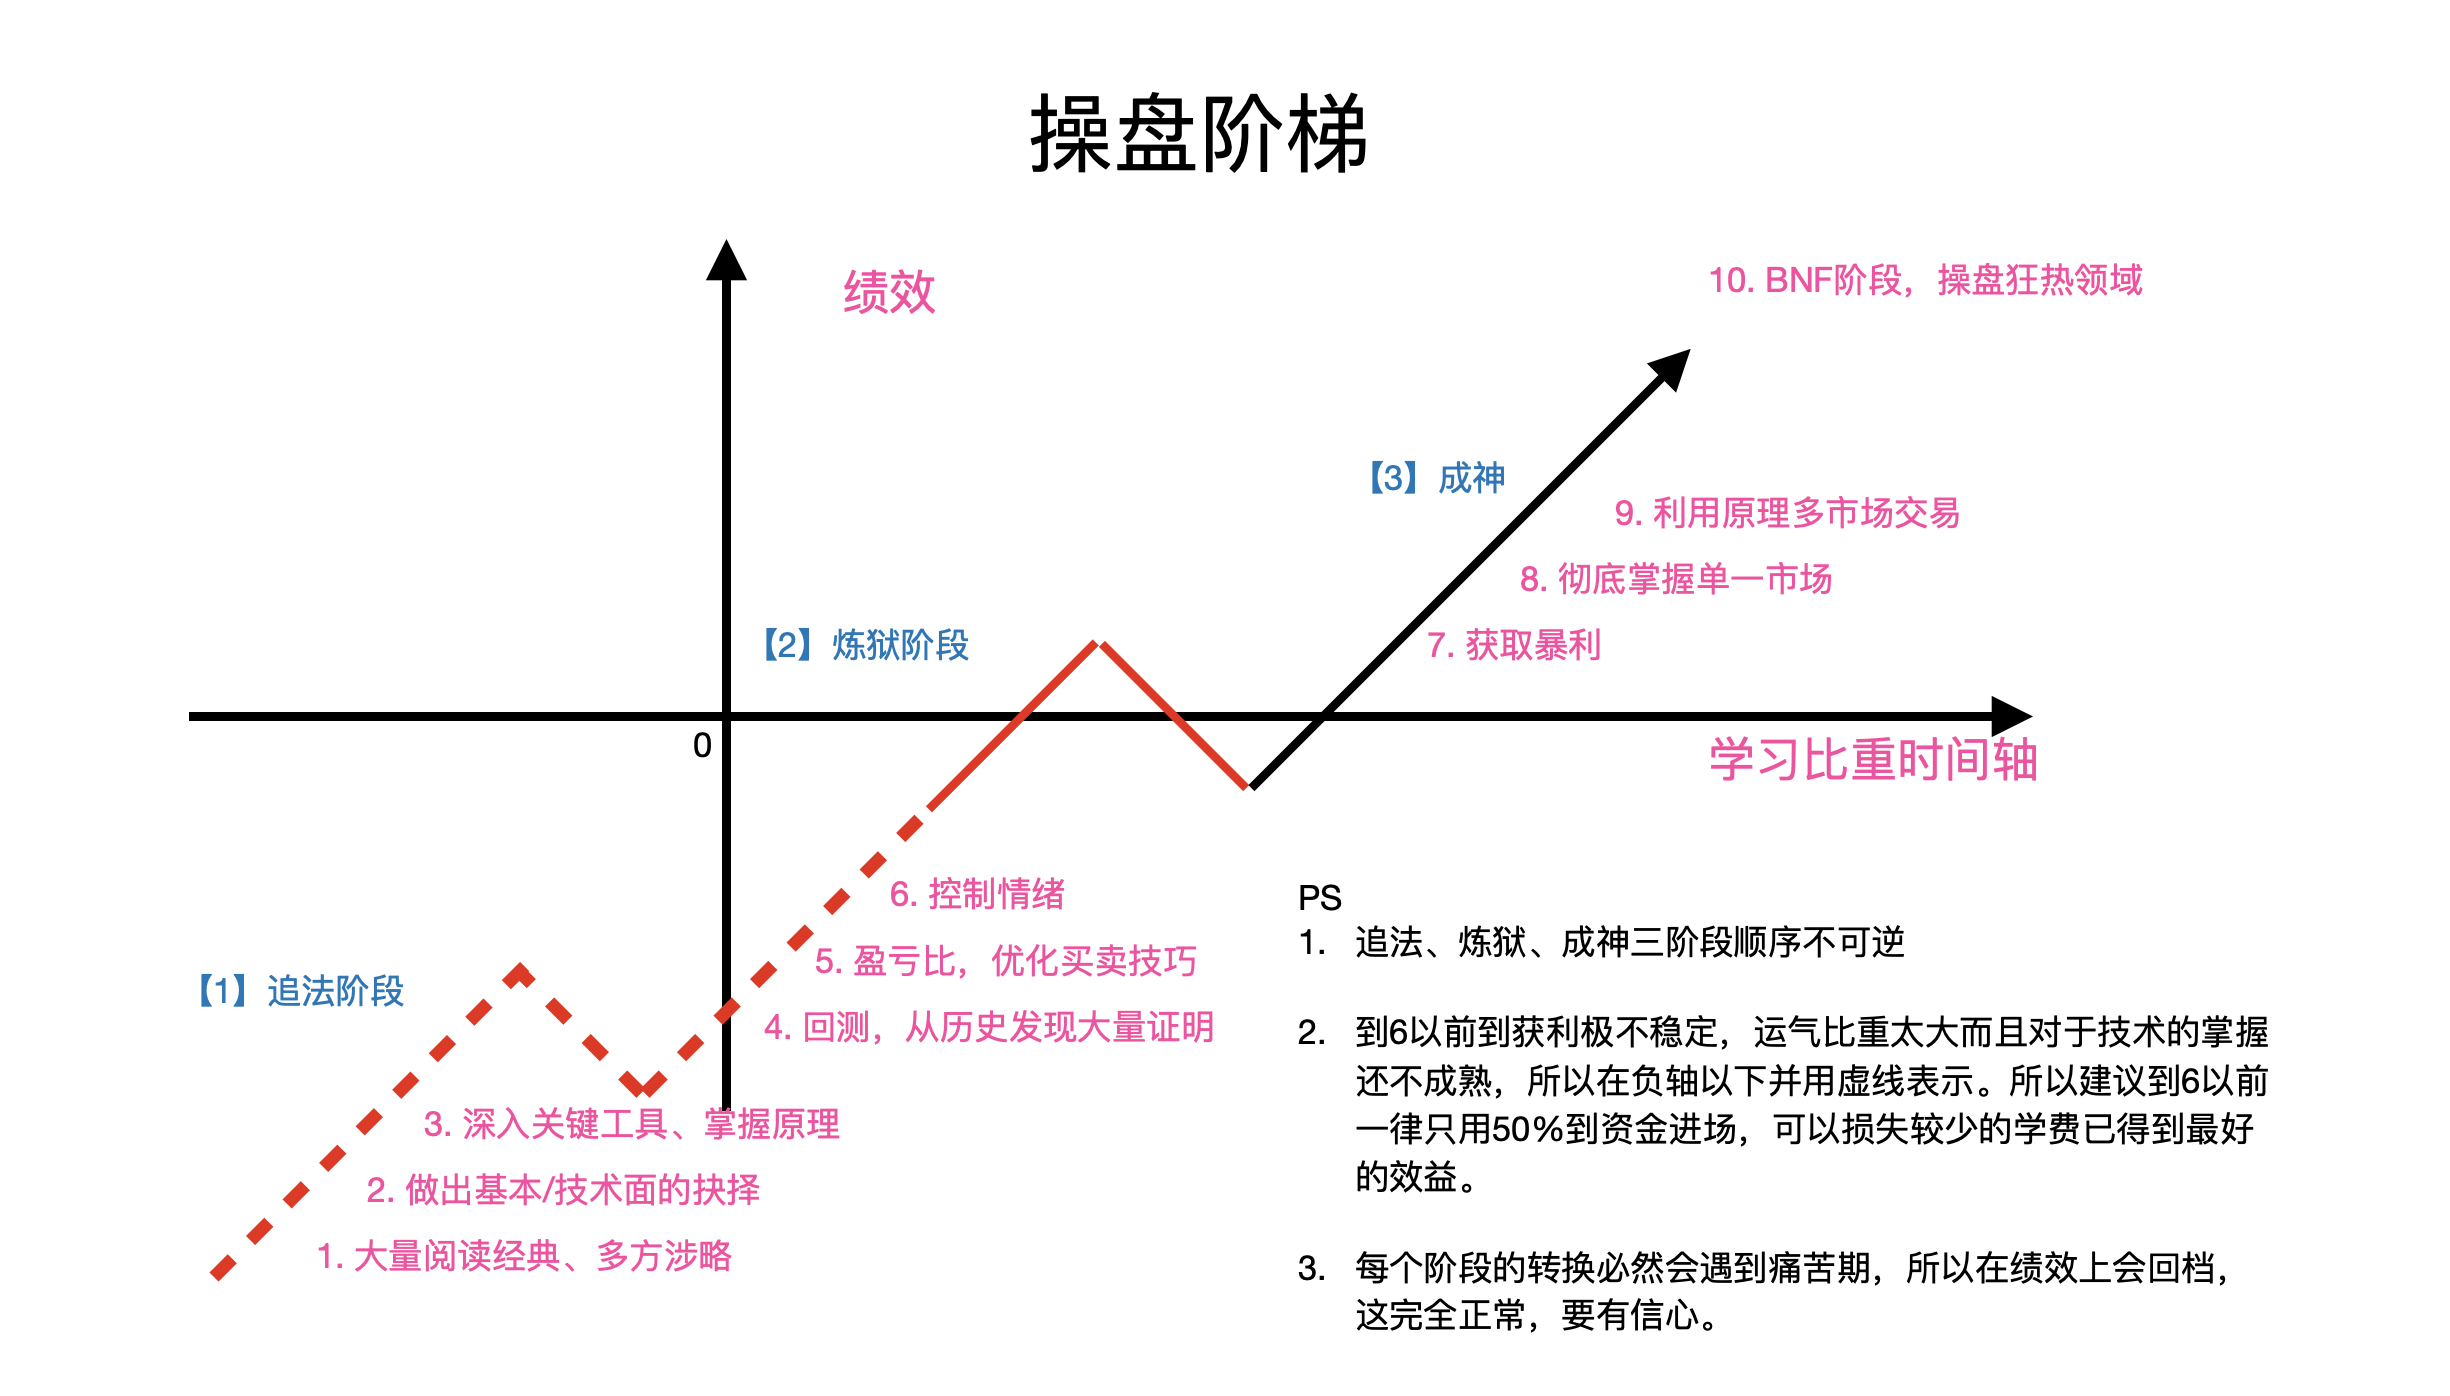 操盘阶梯
绩效
10. BNF阶段，操盘狂热领域
【3】成神
9. 利用原理多市场交易
8. 彻底掌握单一市场
【2】炼狱阶段
7. 获取暴利
0
学习比重时间轴
6. 控制情绪
5. 盈亏比，优化买卖技巧
【1】追法阶段
4. 回测，从历史发现大量证明
3. 深入关键工具、掌握原理
2. 做出基本/技术面的抉择
1. 大量阅读经典、多方涉略
PS
1. 追法、炼狱、成神三阶段顺序不可逆
2. 到6以前到获利极不稳定，运气比重太大而且对于技术的掌握
还不成熟，所以在负轴以下并用虚线表示。所以建议到6以前
一律只用50%到资金进场，可以损失较少的学费已得到最好
的效益。
3. 每个阶段的转换必然会遇到痛苦期，所以在绩效上会回档，
这完全正常，要有信心。